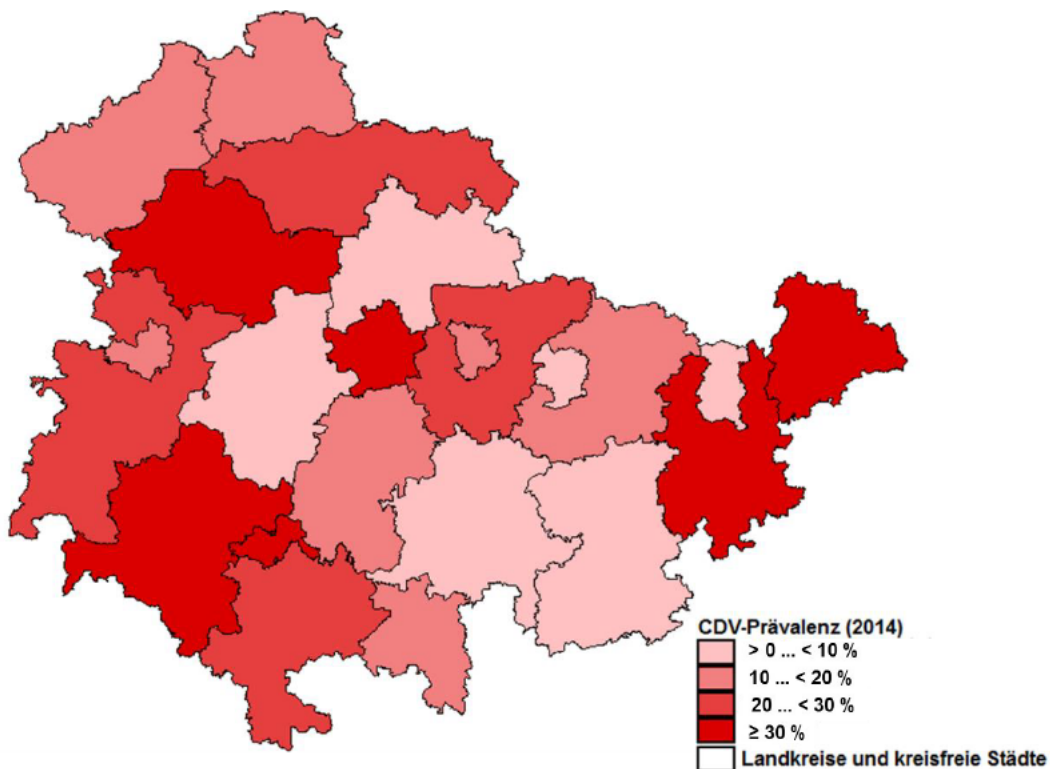 CDV-Prävalenz (2014)
> 0 ... < 10 %
10 ... < 20 %
20 ... < 30 %
≥ 30 %
Landkreise und kreisfreie Städte